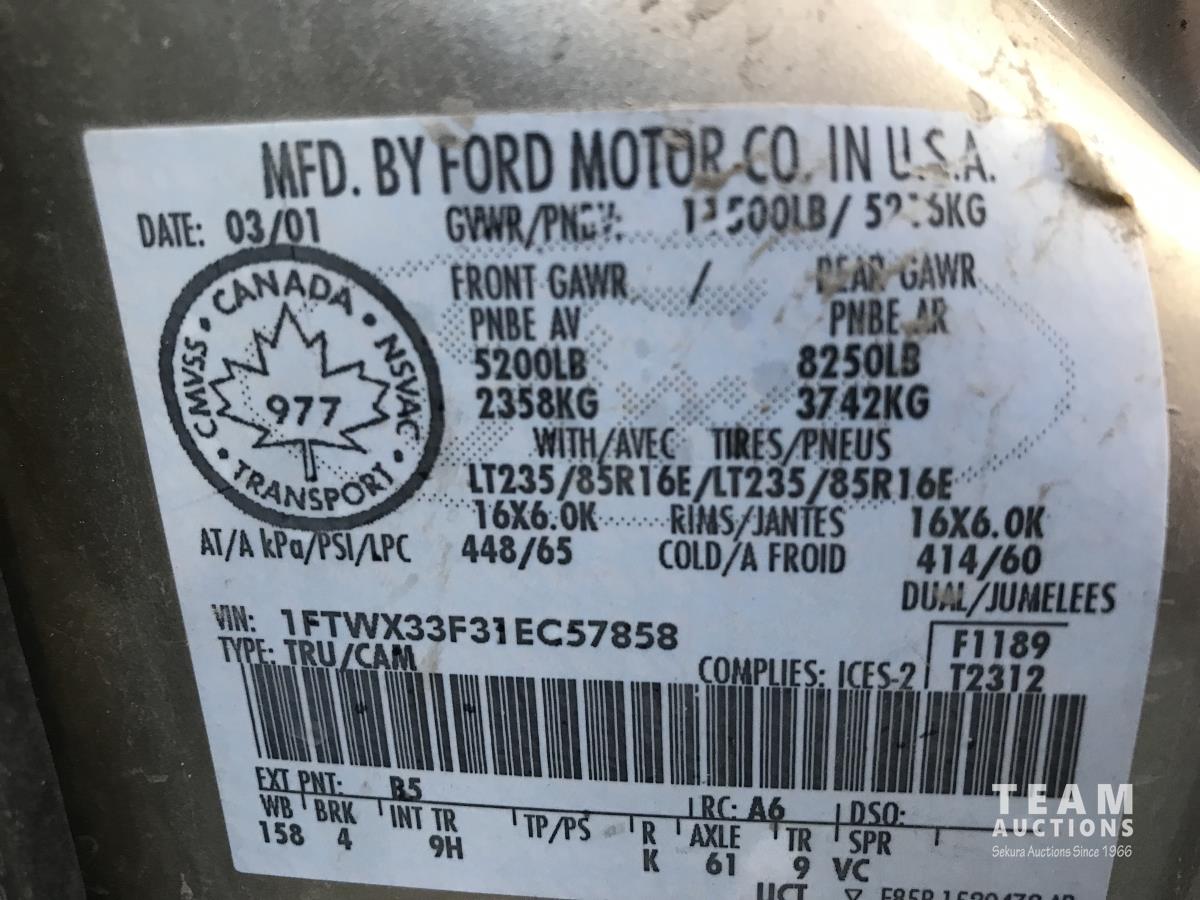 MFD. BY FORD MOTOR CO. IN U.S.A.
DATE: 03/01 GVWR/PNBV: 11500LB/ 5216KG
CANADA
CMVSS · NSVAC
977
TRANSPORT
FRONT GAWR / REAR GAWR
PNBE AV PNBE AR
5200LB 8250LB
2358KG 3742KG
WITH/AVEC TIRES/PNEUS
LT235/85R16E/LT235/85R16E
16X6.0K RIMS/JANTES 16X6.0K
AT/A kPa/PSI/LPC 448/65 COLD/A FROID 414/60
DUAL/JUMELEES
VIN: 1FTWX33F31EC57858
F1189
TYPE: TRU/CAM COMPLIES: ICES-2 T2312
EXT PNT: B5 RC: A6 DSO:
WB BRK INT TR TP/PS R AXLE TR SPR
158 4 9H K 61 9 VC
UCT
TEAM
AUCTIONS
Sekura Auctions Since 1966